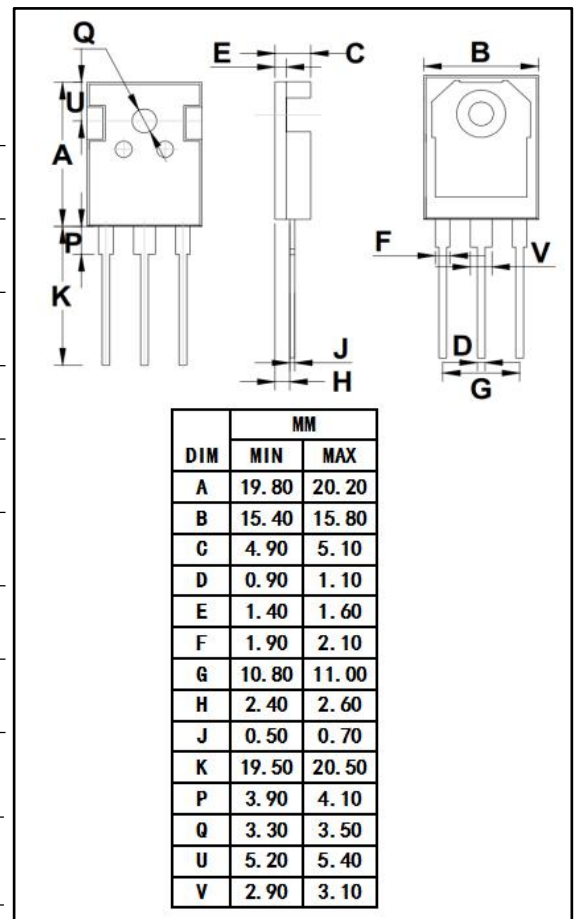 Q
E C B
U
A
P
F V
K
J
D
H G
MM
DIM MIN MAX
A 19.80 20.20
B 15.40 15.80
C 4.90 5.10
D 0.90 1.10
E 1.40 1.60
F 1.90 2.10
G 10.80 11.00
H 2.40 2.60
J 0.50 0.70
K 19.50 20.50
P 3.90 4.10
Q 3.30 3.50
U 5.20 5.40
V 2.90 3.10